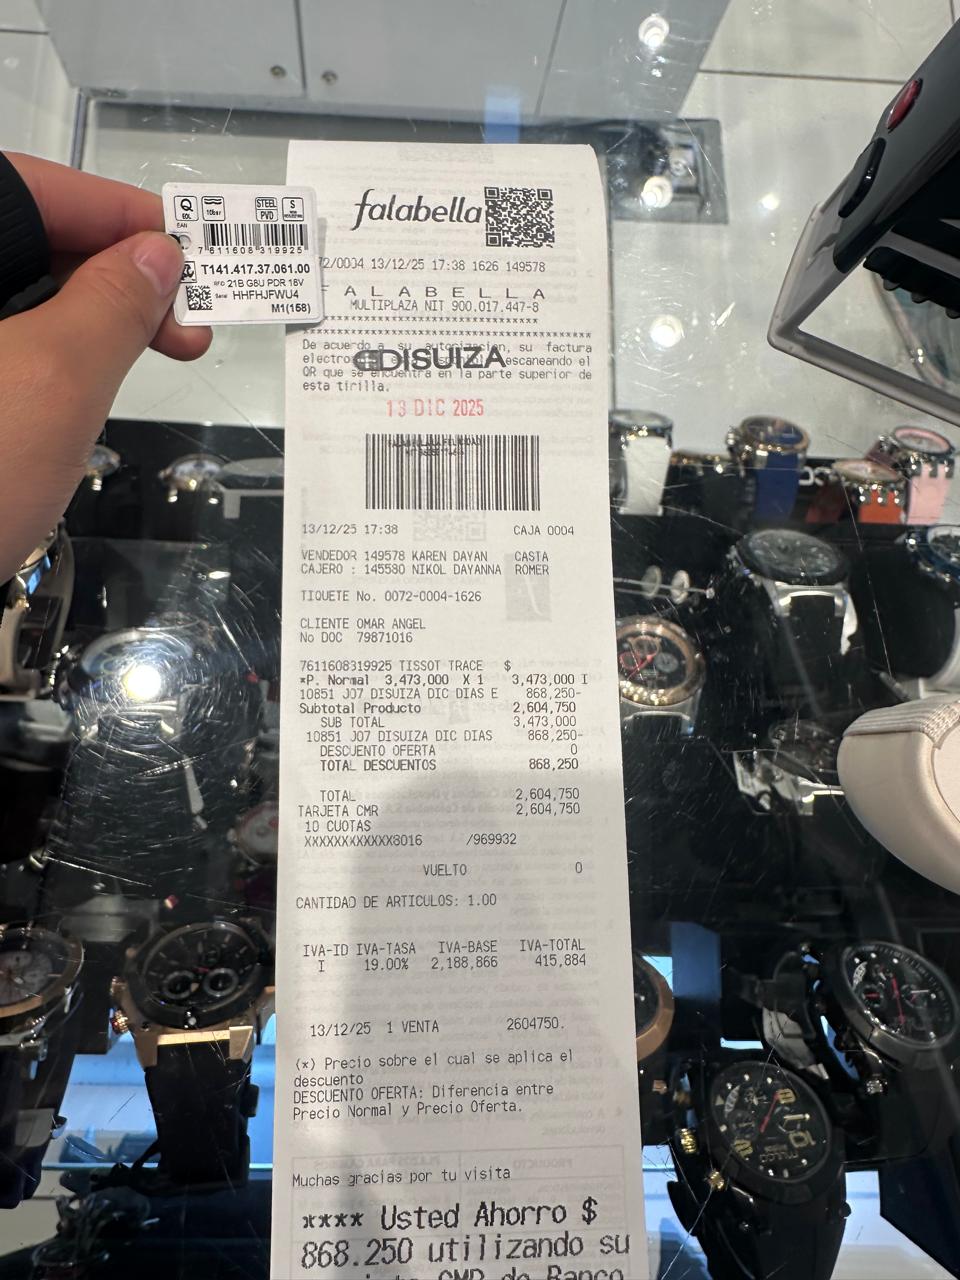 Q
EOL
10bar
STEEL
PVD
S
EAN
7 611608 319925
T141.417.37.061.00
RFID 21B G8U PDR 18V
Serial HHFHJFWU4
M1(158)
falabella
72/0004 13/12/25 17:38 1626 149578
F A L A B E L L A
MULTIPLAZA NIT 900.017.447-8
****************************************
De acuerdo a su autorizacion, su factura
QR que se encuentra en la parte superior de
esta tirilla.
DISUIZA
13 DIC 2025
13/12/25 17:38 CAJA 0004
VENDEDOR 149578 KAREN DAYAN CASTA
CAJERO : 145580 NIKOL DAYANNA ROMER
TIQUETE No. 0072-0004-1626
CLIENTE OMAR ANGEL
No DOC 79871016
7611608319925 TISSOT TRACE $
*P. Normal 3,473,000 X 1 3,473,000 I
10851 J07 DISUIZA DIC DIAS E 868,250-
Subtotal Producto 2,604,750
SUB TOTAL 3,473,000
10851 J07 DISUIZA DIC DIAS 868,250-
DESCUENTO OFERTA 0
TOTAL DESCUENTOS 868,250
TOTAL 2,604,750
TARJETA CMR 2,604,750
10 CUOTAS
XXXXXXXXXXXX8016 /969932
VUELTO 0
CANTIDAD DE ARTICULOS: 1.00
IVA-ID IVA-TASA IVA-BASE IVA-TOTAL
I 19.00% 2,188,866 415,884
13/12/25 1 VENTA 2604750.
(*) Precio sobre el cual se aplica el
descuento
DESCUENTO OFERTA: Diferencia entre
Precio Normal y Precio Oferta.
Muchas gracias por tu visita
**** Usted Ahorro $
868.250 utilizando su
CMR de Banco